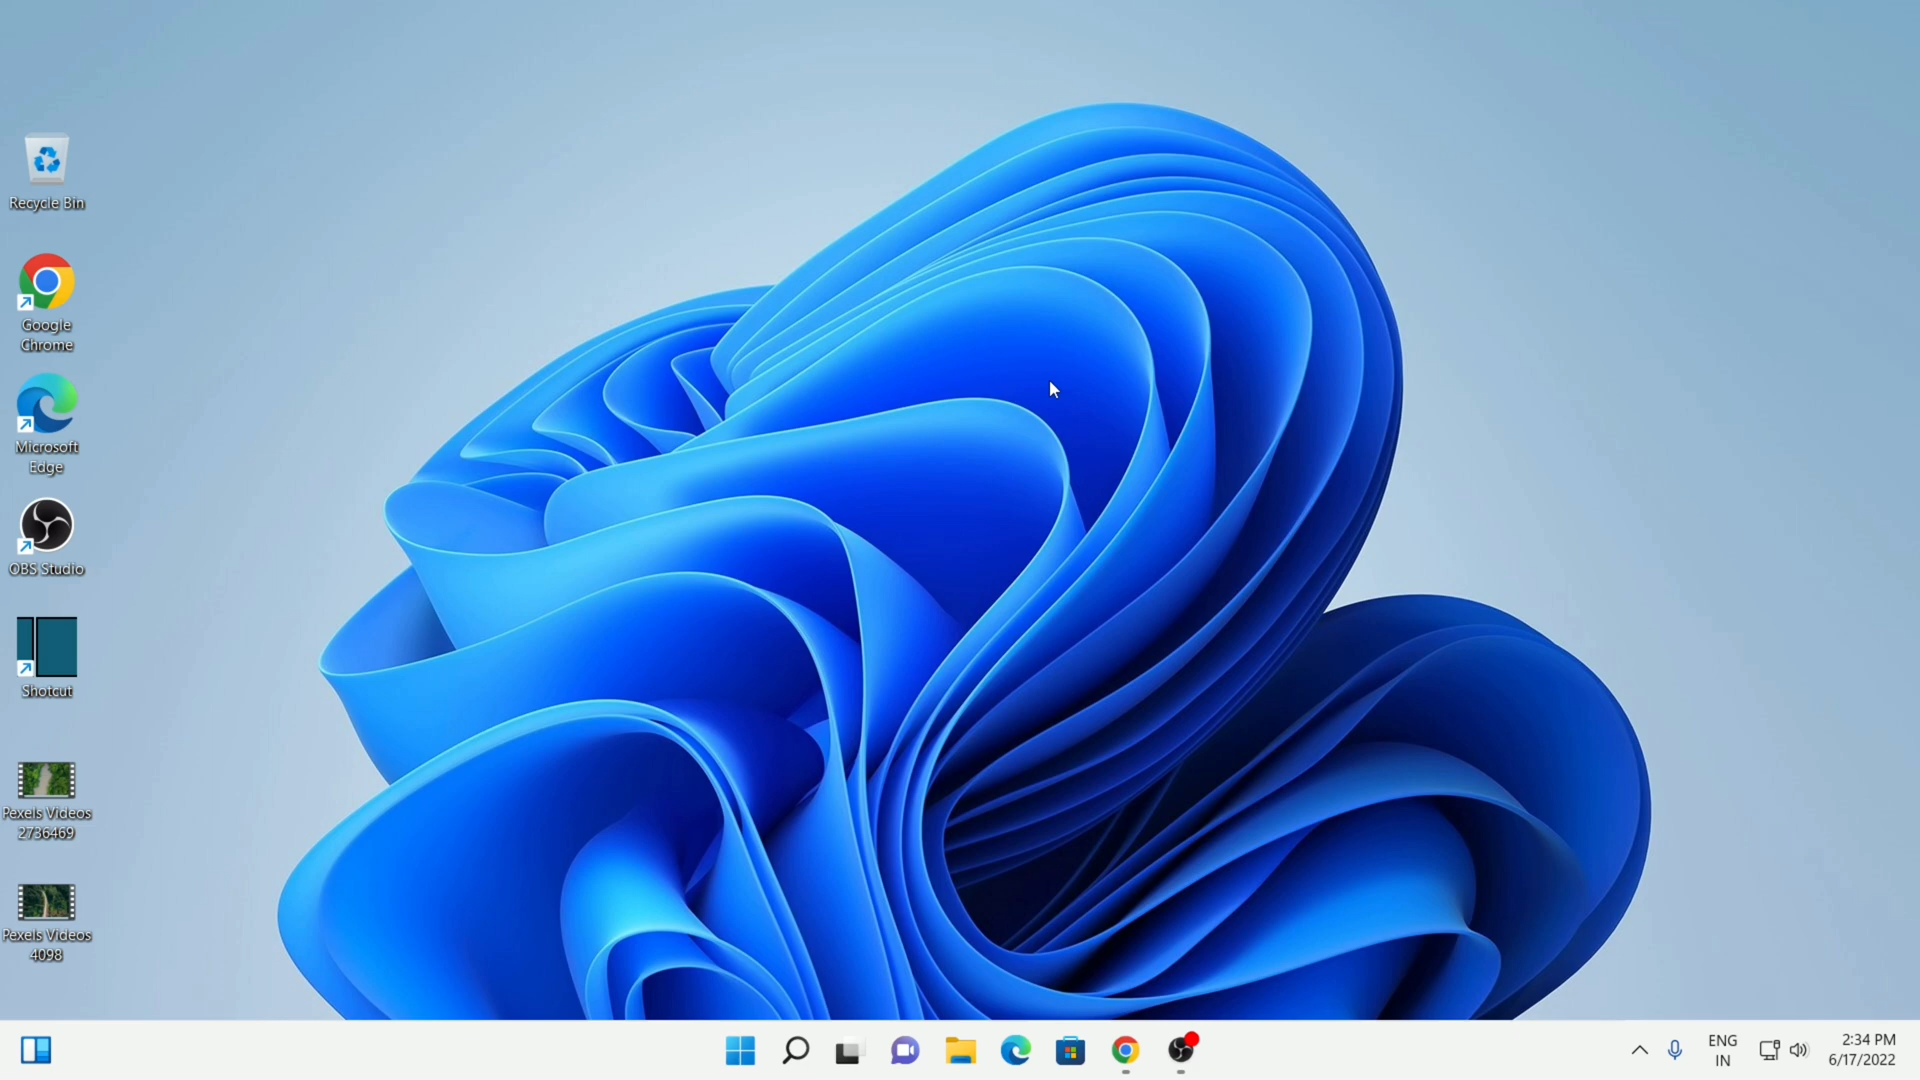 Recycle Bin
Google
Chrome
Microsoft
Edge
OBS Studio
Shotcut
Pexels Videos
2736469
Pexels Videos
4098
ENG
IN
2:34 PM
6/17/2022